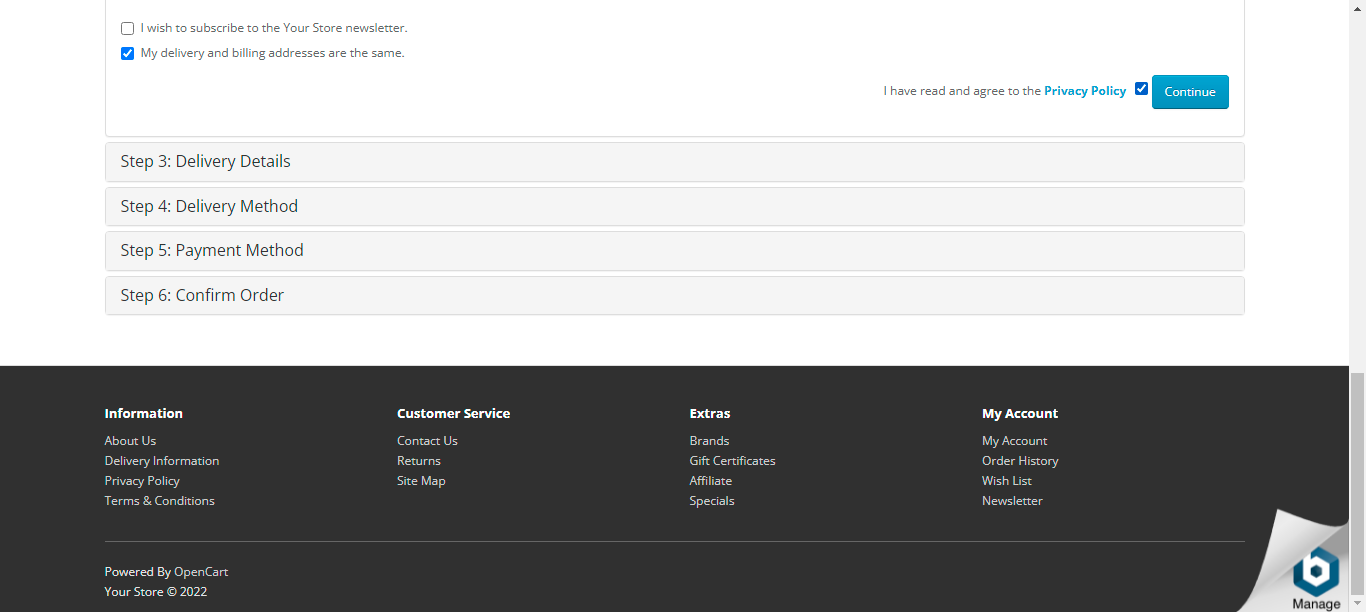 I wish to subscribe to the Your Store newsletter.
My delivery and billing addresses are the same.
I have read and agree to the Privacy Policy
Continue
Step 3: Delivery Details
Step 4: Delivery Method
Step 5: Payment Method
Step 6: Confirm Order
Information
About Us
Delivery Information
Privacy Policy
Terms & Conditions
Customer Service
Contact Us
Returns
Site Map
Extras
Brands
Gift Certificates
Affiliate
Specials
My Account
My Account
Order History
Wish List
Newsletter
Powered By OpenCart
Your Store © 2022
Manage